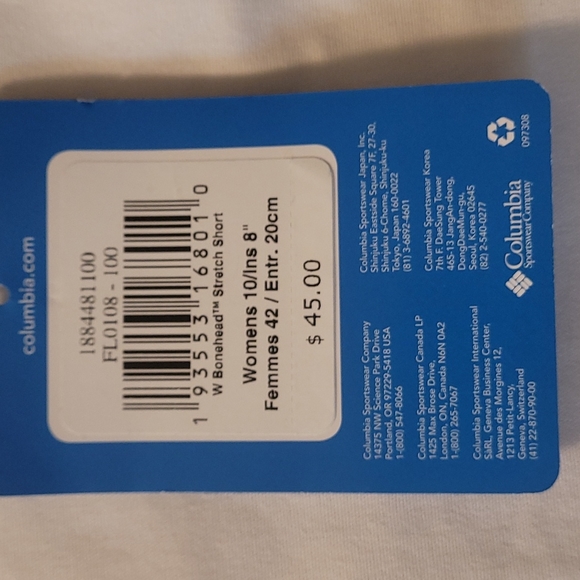 columbia.com
1884481100
FL0108 - 100
1 93553 16801 0
W Bonehead™ Stretch Short
Womens 10/Ins 8"
Femmes 42 / Entr. 20cm
$ 45.00
Columbia Sportswear Company
14375 NW Science Park Drive
Portland, OR 97229-5418 USA
1-(800) 547-8066
Columbia Sportswear Canada LP
1425 Max Brose Drive,
London, ON, Canada N6N 0A2
1-(800) 265-7067
Columbia Sportswear International
SàRL, Geneva Business Center,
Avenue des Morgines 12,
1213 Petit-Lancy,
Geneva, Switzerland
(41) 22-870-90-00
Columbia Sportswear Japan, Inc.
Shinjuku Eastside Square 7F, 27-30,
Shinjuku 6-Chome, Shinjuku-ku
Tokyo, Japan 160-0022
(81) 3-6892-4601
Columbia Sportswear Korea
7th F. DaeSung Tower
465-13 JangAn-dong,
DongDaeMun-gu,
Seoul, Korea 02645
(82) 2-540-0277
Columbia
Sportswear Company
097308